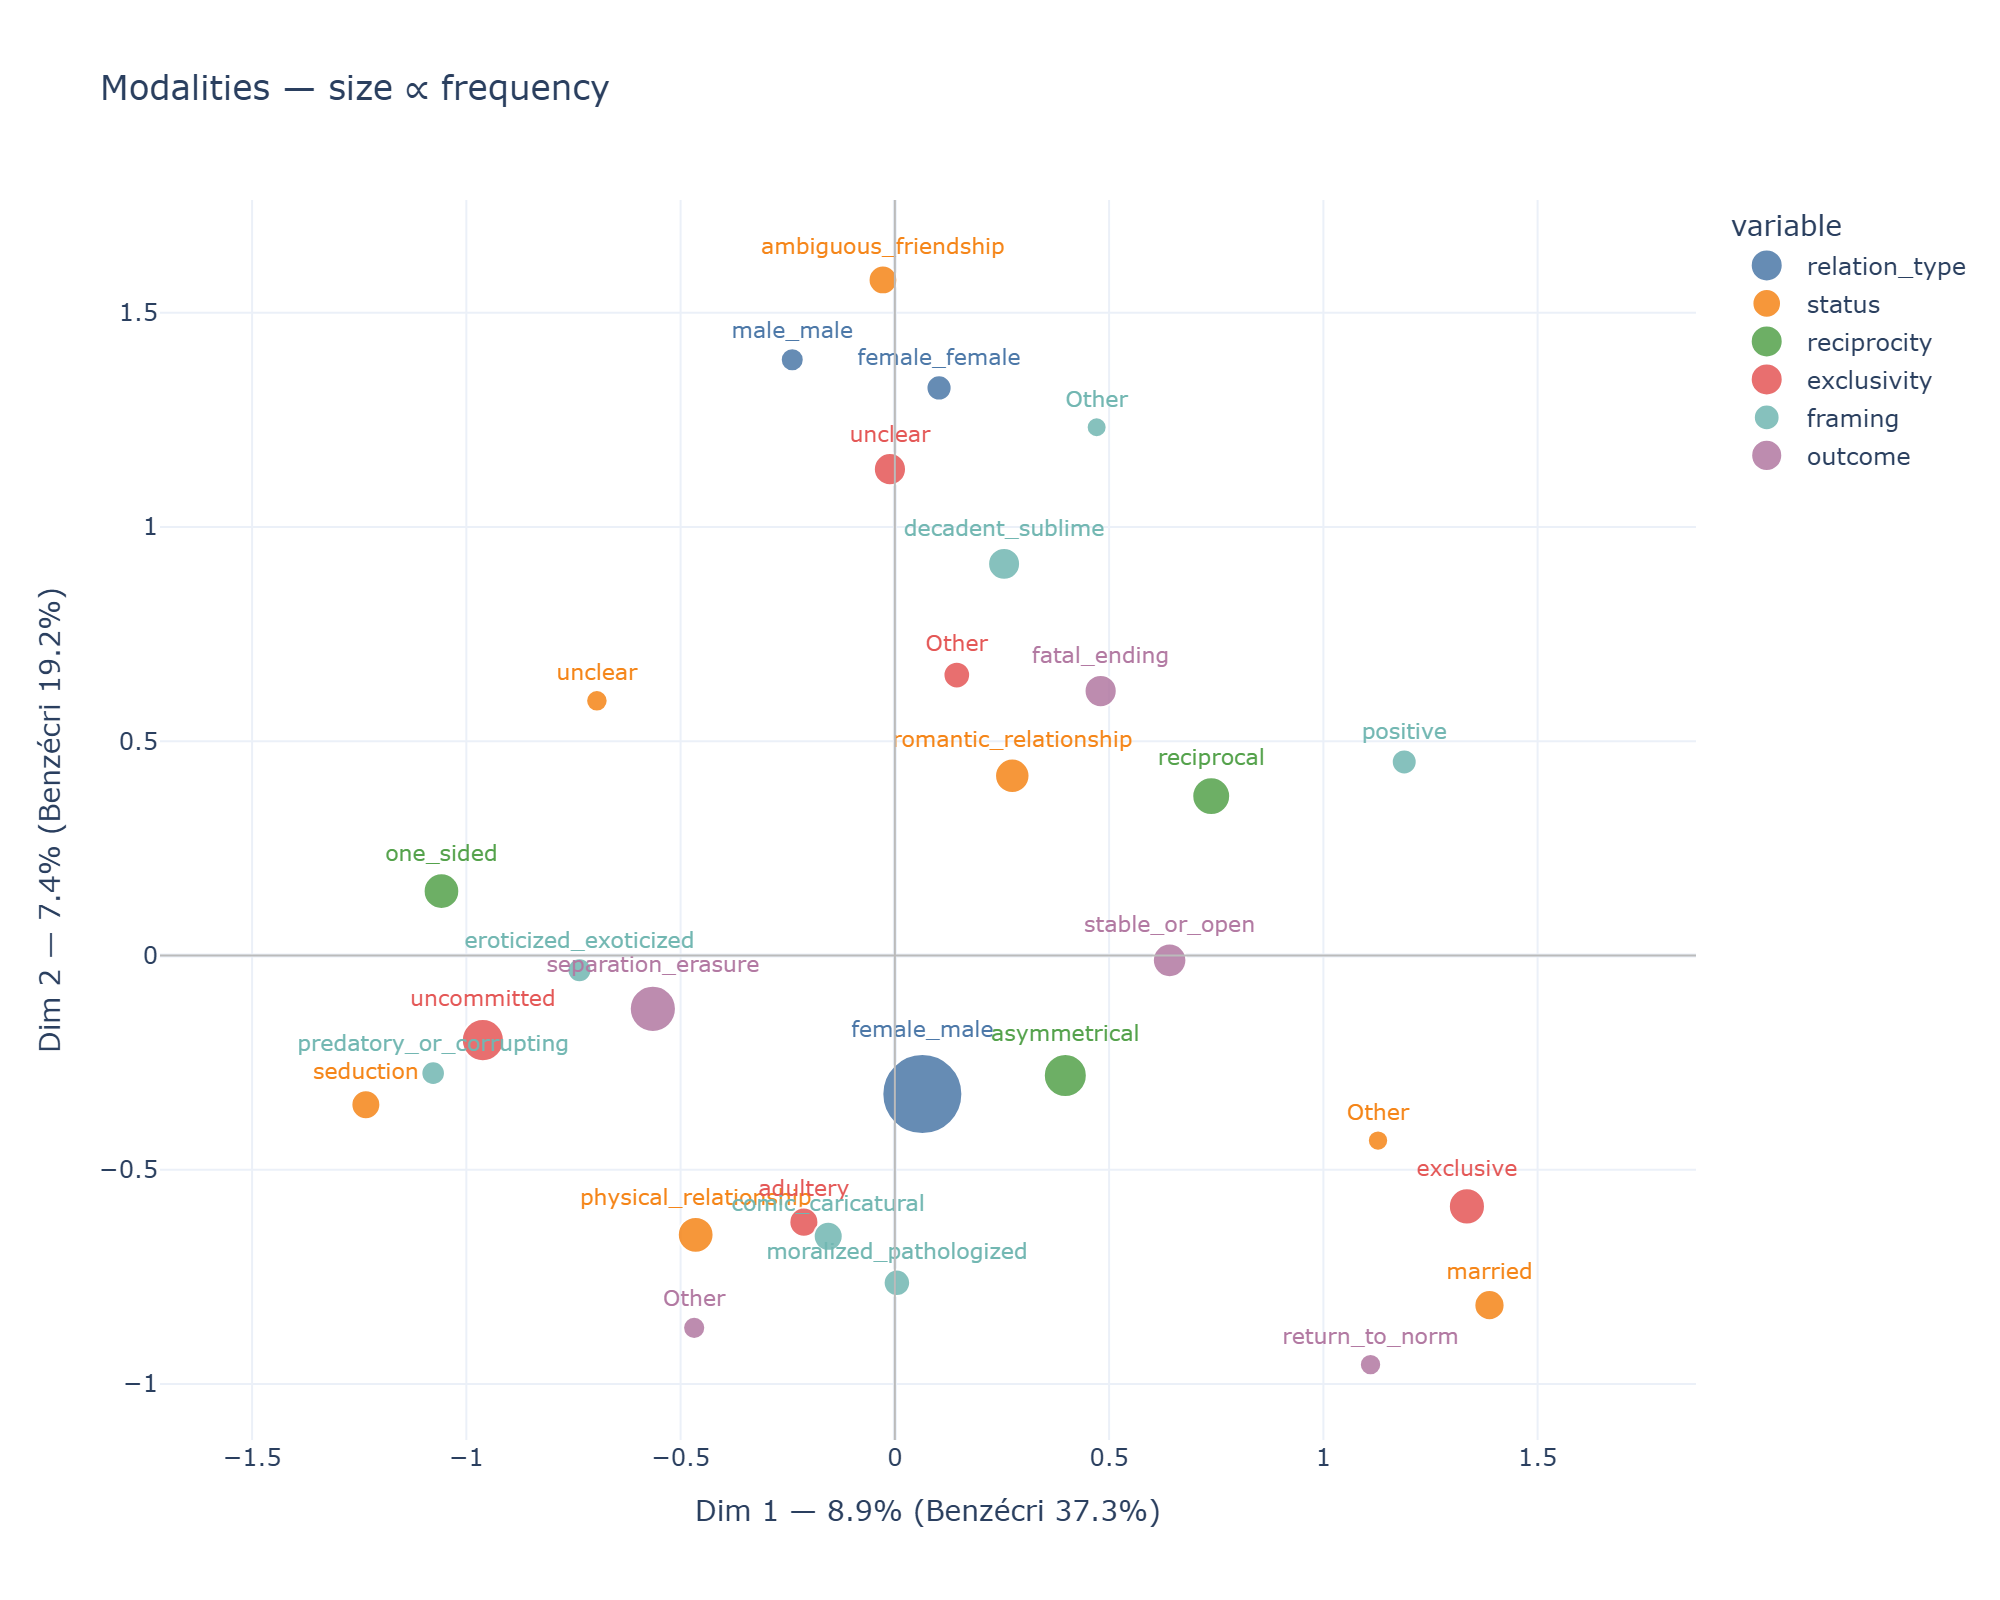 Modalities — size ∝ frequency
variable
relation_type
status
reciprocity
exclusivity
framing
outcome
ambiguous_friendship
male_male
female_female
Other
unclear
decadent_sublime
Other
fatal_ending
unclear
positive
romantic_relationship
reciprocal
one_sided
stable_or_open
eroticized_exoticized
separation_erasure
uncommitted
female_male
asymmetrical
predatory_or_corrupting
seduction
Other
exclusive
adultery
physical_relationship
comic_caricatural
moralized_pathologized
married
Other
return_to_norm
1.5
1
0.5
0
−0.5
−1
−1.5
−1
−0.5
0
0.5
1
1.5
Dim 1 — 8.9% (Benzécri 37.3%)
Dim 2 — 7.4% (Benzécri 19.2%)